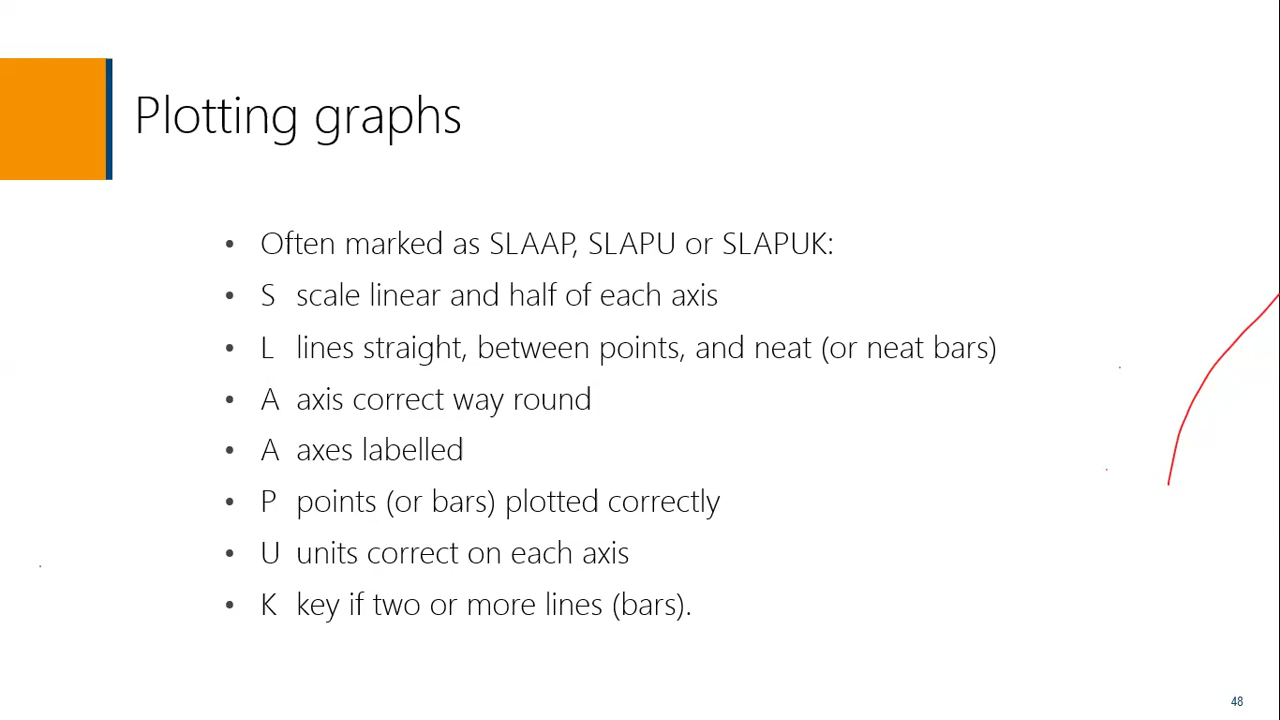 Plotting graphs
• Often marked as SLAAP, SLAPU or SLAPUK:
• S scale linear and half of each axis
• L lines straight, between points, and neat (or neat bars)
• A axis correct way round
• A axes labelled
• P points (or bars) plotted correctly
• U units correct on each axis
• K key if two or more lines (bars).
48